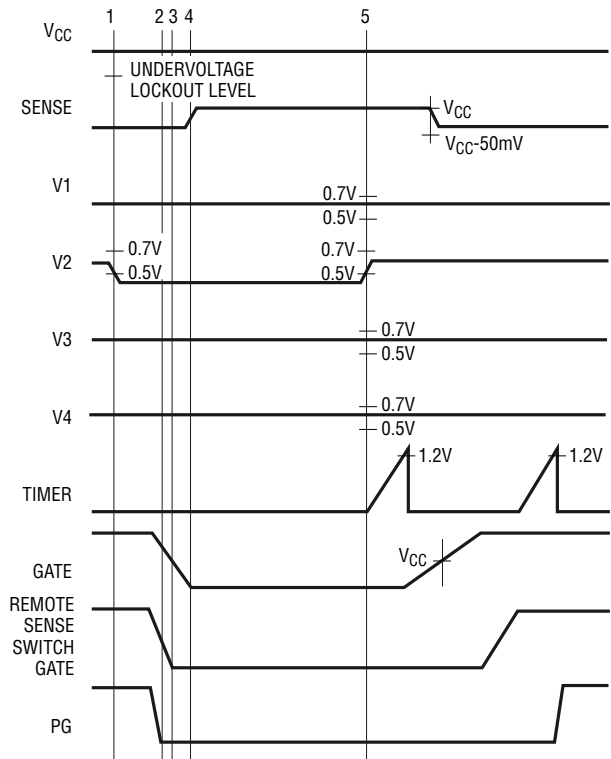 1 2 3 4 5
VCC
UNDERVOLTAGE
LOCKOUT LEVEL
SENSE
VCC
VCC-50mV
V1
0.7V
0.5V
V2
0.7V
0.5V
0.7V
0.5V
V3
0.7V
0.5V
V4
0.7V
0.5V
TIMER
1.2V
1.2V
GATE
VCC
REMOTE
SENSE
SWITCH
GATE
PG